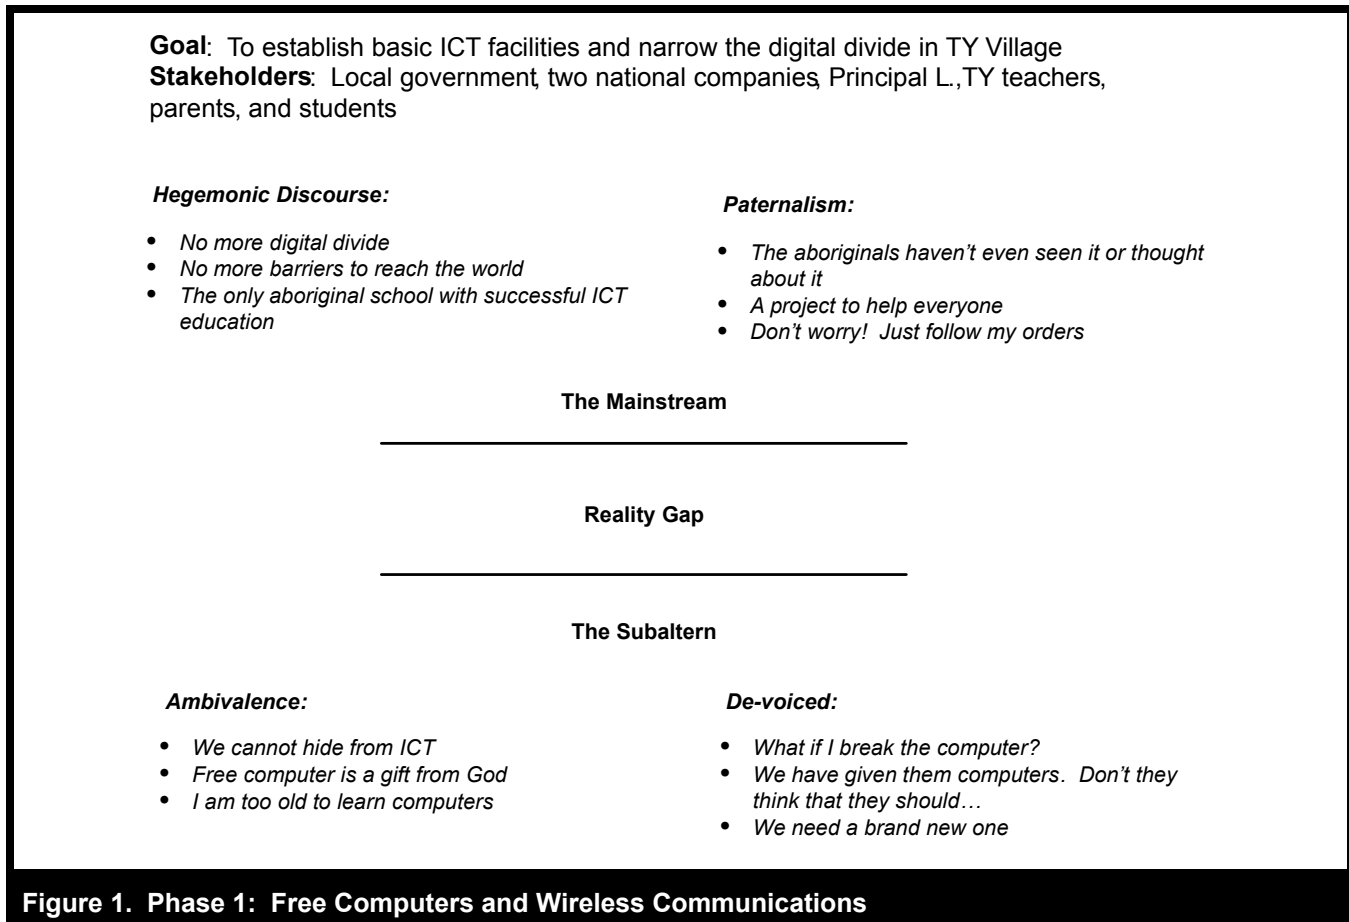 Goal: To establish basic ICT facilities and narrow the digital divide in TY Village
Stakeholders: Local government, two national companies, Principal L.,TY teachers,
parents, and students
Hegemonic Discourse:
• No more digital divide
• No more barriers to reach the world
• The only aboriginal school with successful ICT
education
Paternalism:
• The aboriginals haven't even seen it or thought
about it
• A project to help everyone
• Don't worry! Just follow my orders
The Mainstream
Reality Gap
The Subaltern
Ambivalence:
• We cannot hide from ICT
• Free computer is a gift from God
• I am too old to learn computers
De-voiced:
• What if I break the computer?
• We have given them computers. Don't they
think that they should…
• We need a brand new one
Figure 1. Phase 1: Free Computers and Wireless Communications